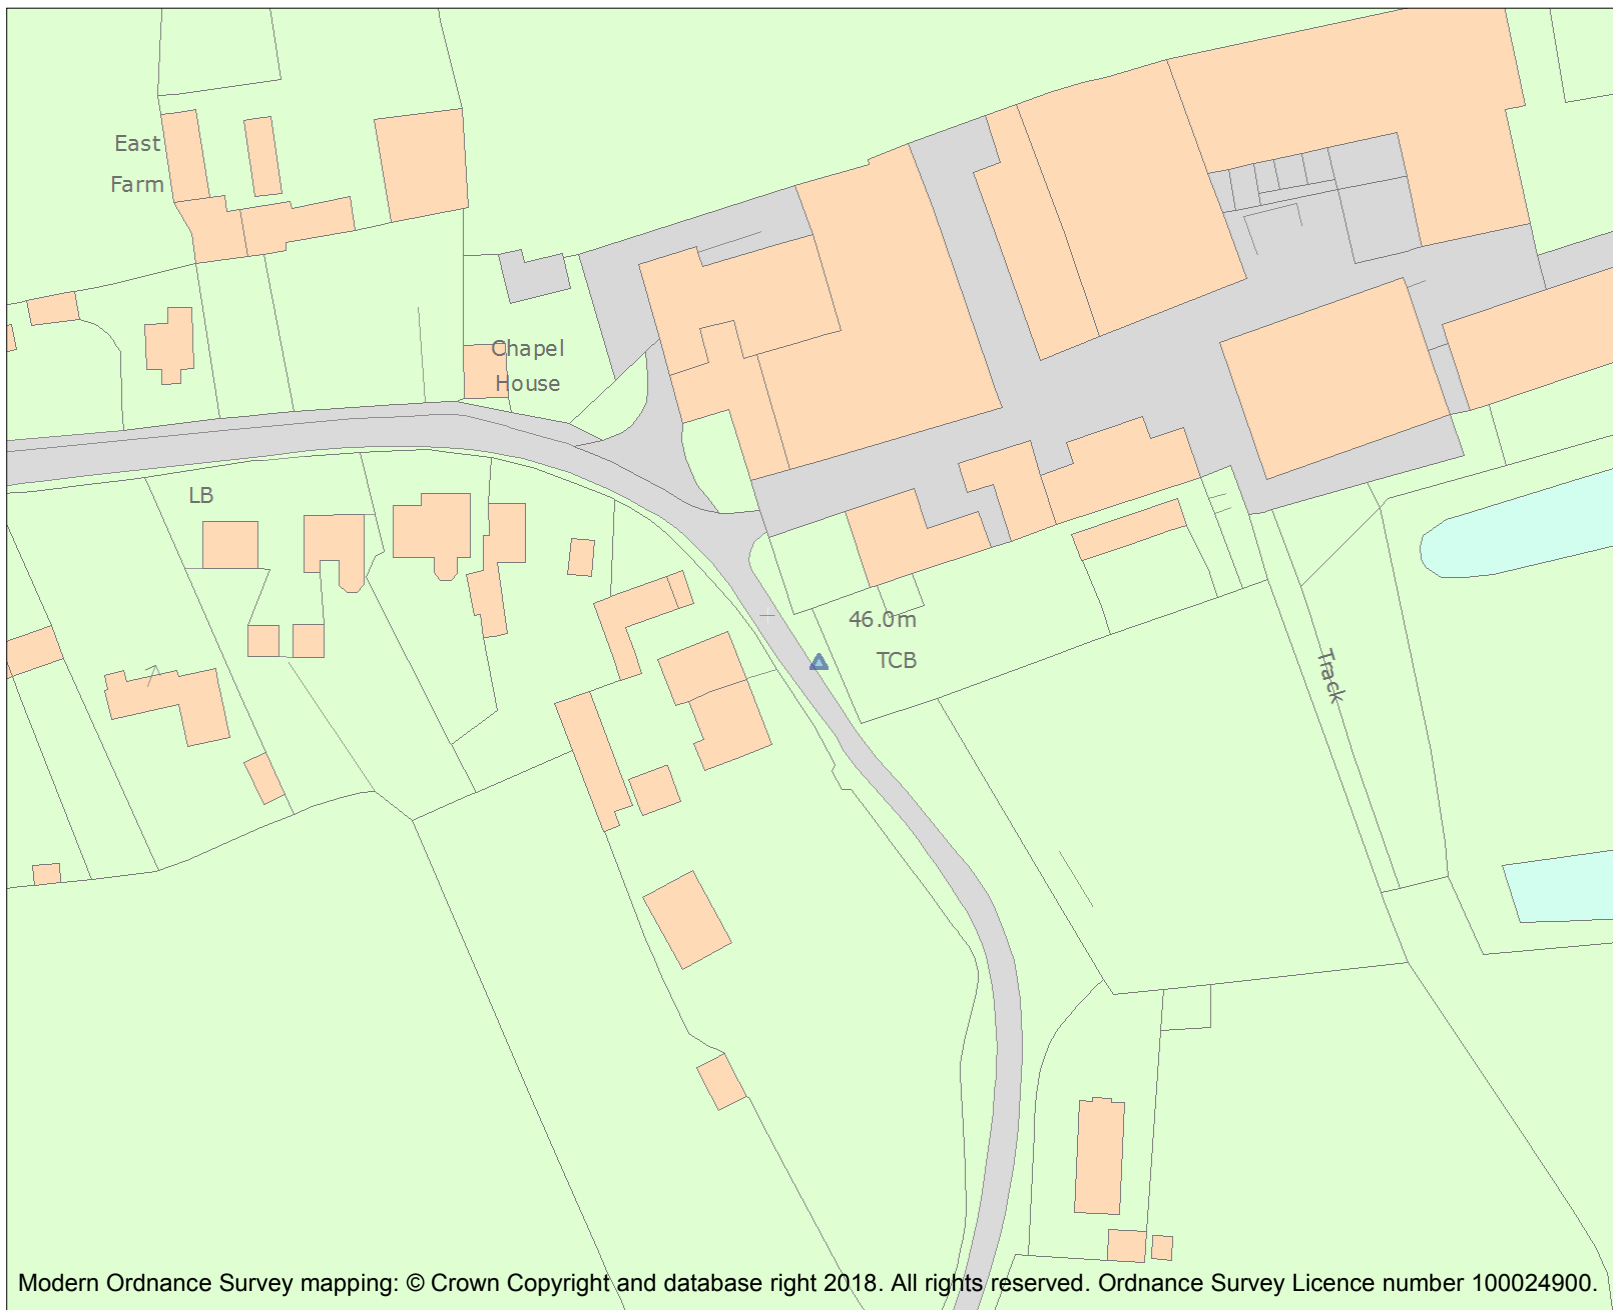 East
Farm
Chapel
House
LB
46.0m
TCB
Track
Modern Ordnance Survey mapping: © Crown Copyright and database right 2018. All rights reserved. Ordnance Survey Licence number 100024900.